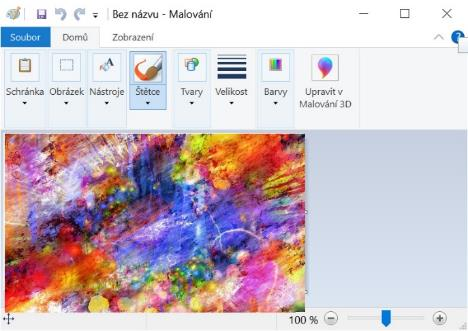 Bez názvu - Malování
Soubor Domů Zobrazení
Schránka Obrázek Nástroje Štětce Tvary Velikost Barvy Upravit v
Malování 3D
100 %